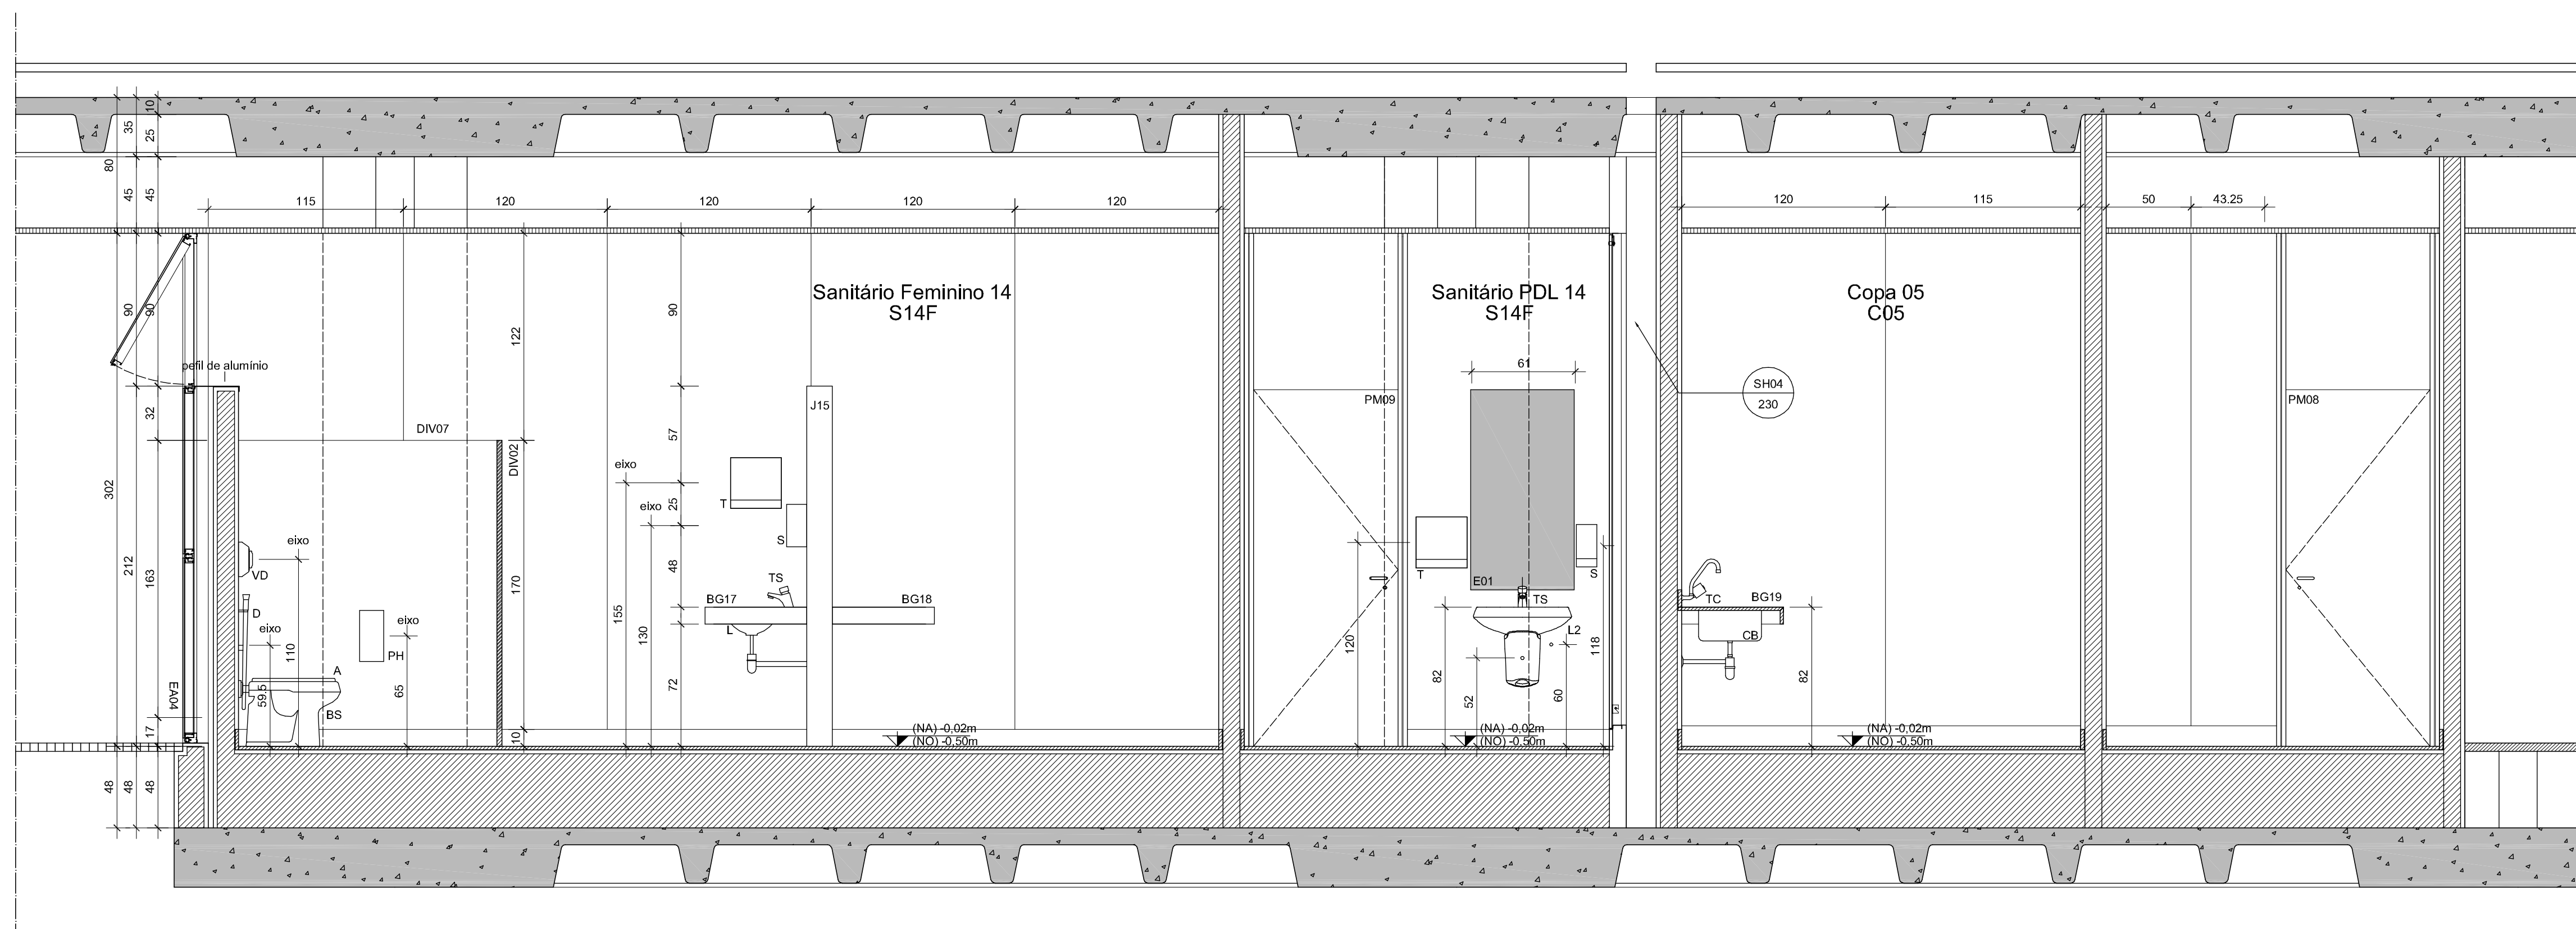 10
35
25
80
45
45
115
120
120
120
120
120
115
50
43.25
Sanitário Feminino 14
S14F
Sanitário PDL 14
S14F
Copa 05
C05
90
90
122
90
pefil de alumínio
61
SH04
230
PM09
PM08
J15
32
DIV07
DIV02
57
eixo
302
T
25
eixo
S
212
163
eixo
VD
48
TS
170
155
130
BG17
BG18
L
D
eixo
110
eixo
PH
A
59.5
65
BS
72
EA04
17
10
T
E01
S
TS
L2
120
118
82
52
60
TC
BG19
CB
82
(NA) -0,02m
(NO) -0,50m
(NA) -0,02m
(NO) -0,50m
(NA) -0,02m
(NO) -0,50m
48
48
48